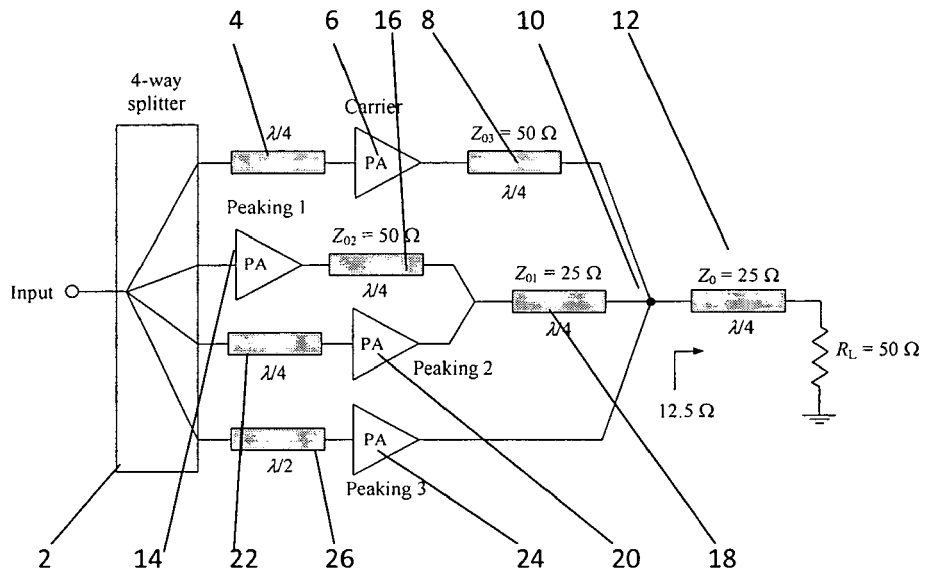 4 6 16 8 10 12
4-way
splitter
Carrier
λ/4
PA
Z03 = 50 Ω
λ/4
Peaking 1
PA
Z02 = 50 Ω
λ/4
Input
Z01 = 25 Ω
λ/4
Z0 = 25 Ω
λ/4
RL = 50 Ω
λ/4
PA
Peaking 2
12.5 Ω
λ/2
PA
Peaking 3
2 14 22 26 24 20 18